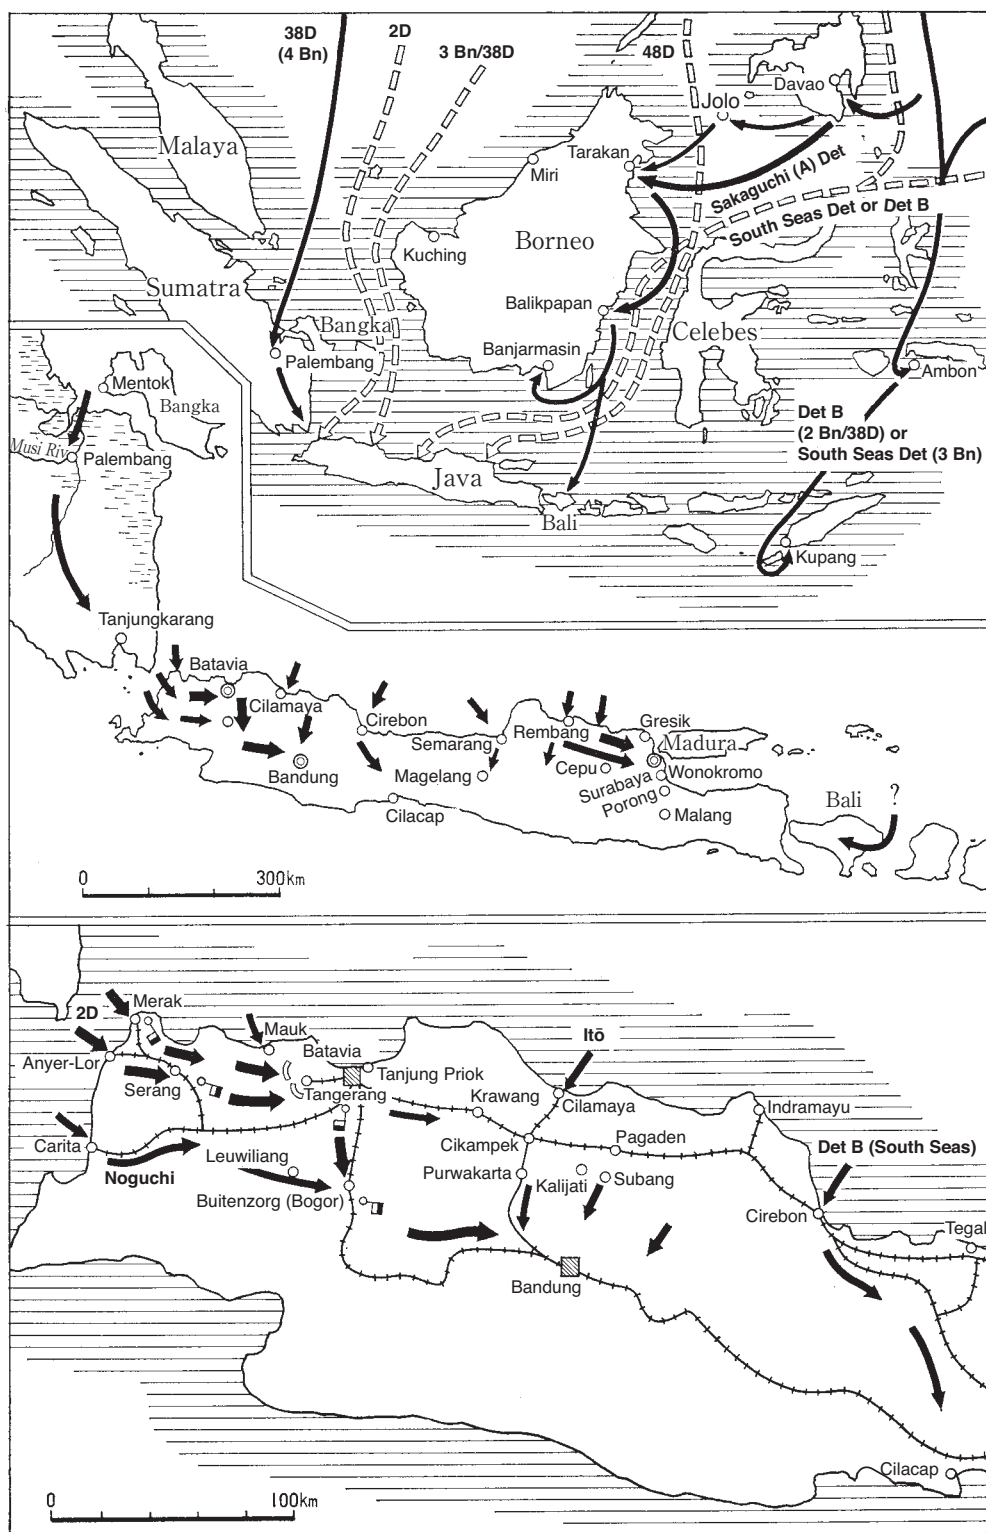 38D
(4 Bn)
2D
3 Bn/38D
48D
Davao
Jolo
Malaya
Tarakan
Miri
Sakaguchi (A) Det
South Seas Det or Det B
Kuching
Borneo
Sumatra
Balikpapan
Bangka
Celebes
Palembang
Banjarmasin
Ambon
Det B
(2 Bn/38D) or
South Seas Det (3 Bn)
Java
Bali
Kupang
Mentok
Bangka
Musi Riv
Palembang
Tanjungkarang
Batavia
Cilamaya
Cirebon
Semarang
Rembang
Gresik
Madura
Bandung
Magelang
Cepu
Surabaya
Wonokromo
Porong
Cilacap
Malang
Bali
?
0
300km
Merak
2D
Mauk
Itō
Anyer-Lor
Batavia
Tanjung Priok
Serang
Tangerang
Krawang
Cilamaya
Indramayu
Carita
Cikampek
Pagaden
Det B (South Seas)
Noguchi
Leuwiliang
Purwakarta
Kalijati
Subang
Buitenzorg (Bogor)
Cirebon
Tegal
Bandung
Cilacap
0
100km